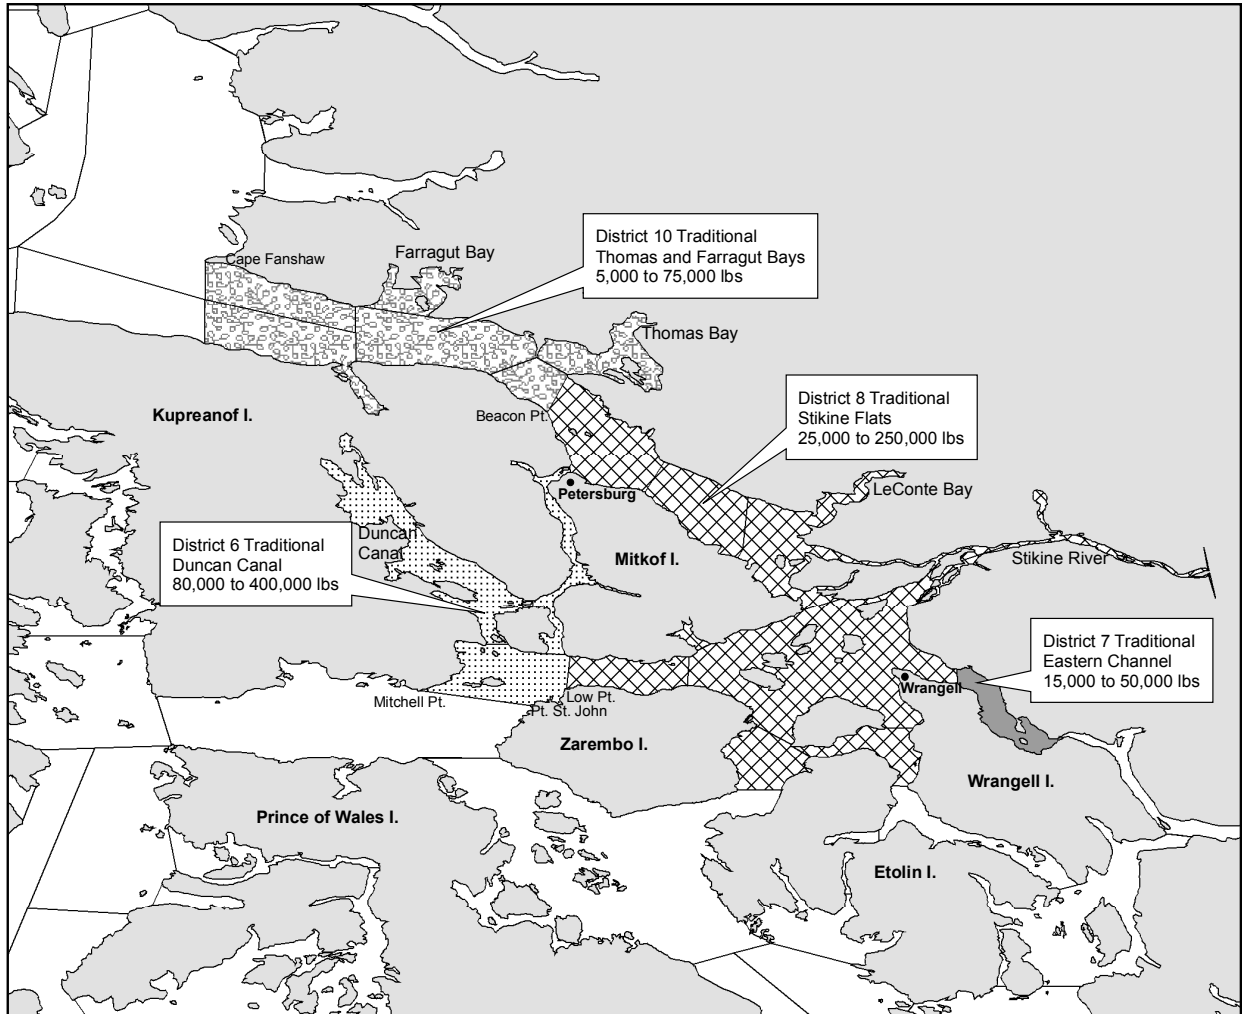 District 10 Traditional
Thomas and Farragut Bays
5,000 to 75,000 lbs
Farragut Bay
Cape Fanshaw
Thomas Bay
District 8 Traditional
Stikine Flats
25,000 to 250,000 lbs
Kupreanof I.
Beacon Pt.
LeConte Bay
Petersburg
District 6 Traditional
Duncan Canal
80,000 to 400,000 lbs
Duncan
Canal
Mitkof I.
Stikine River
District 7 Traditional
Eastern Channel
15,000 to 50,000 lbs
Wrangell
Mitchell Pt.
Low Pt.
Pt. St. John
Zarembo I.
Wrangell I.
Prince of Wales I.
Etolin I.